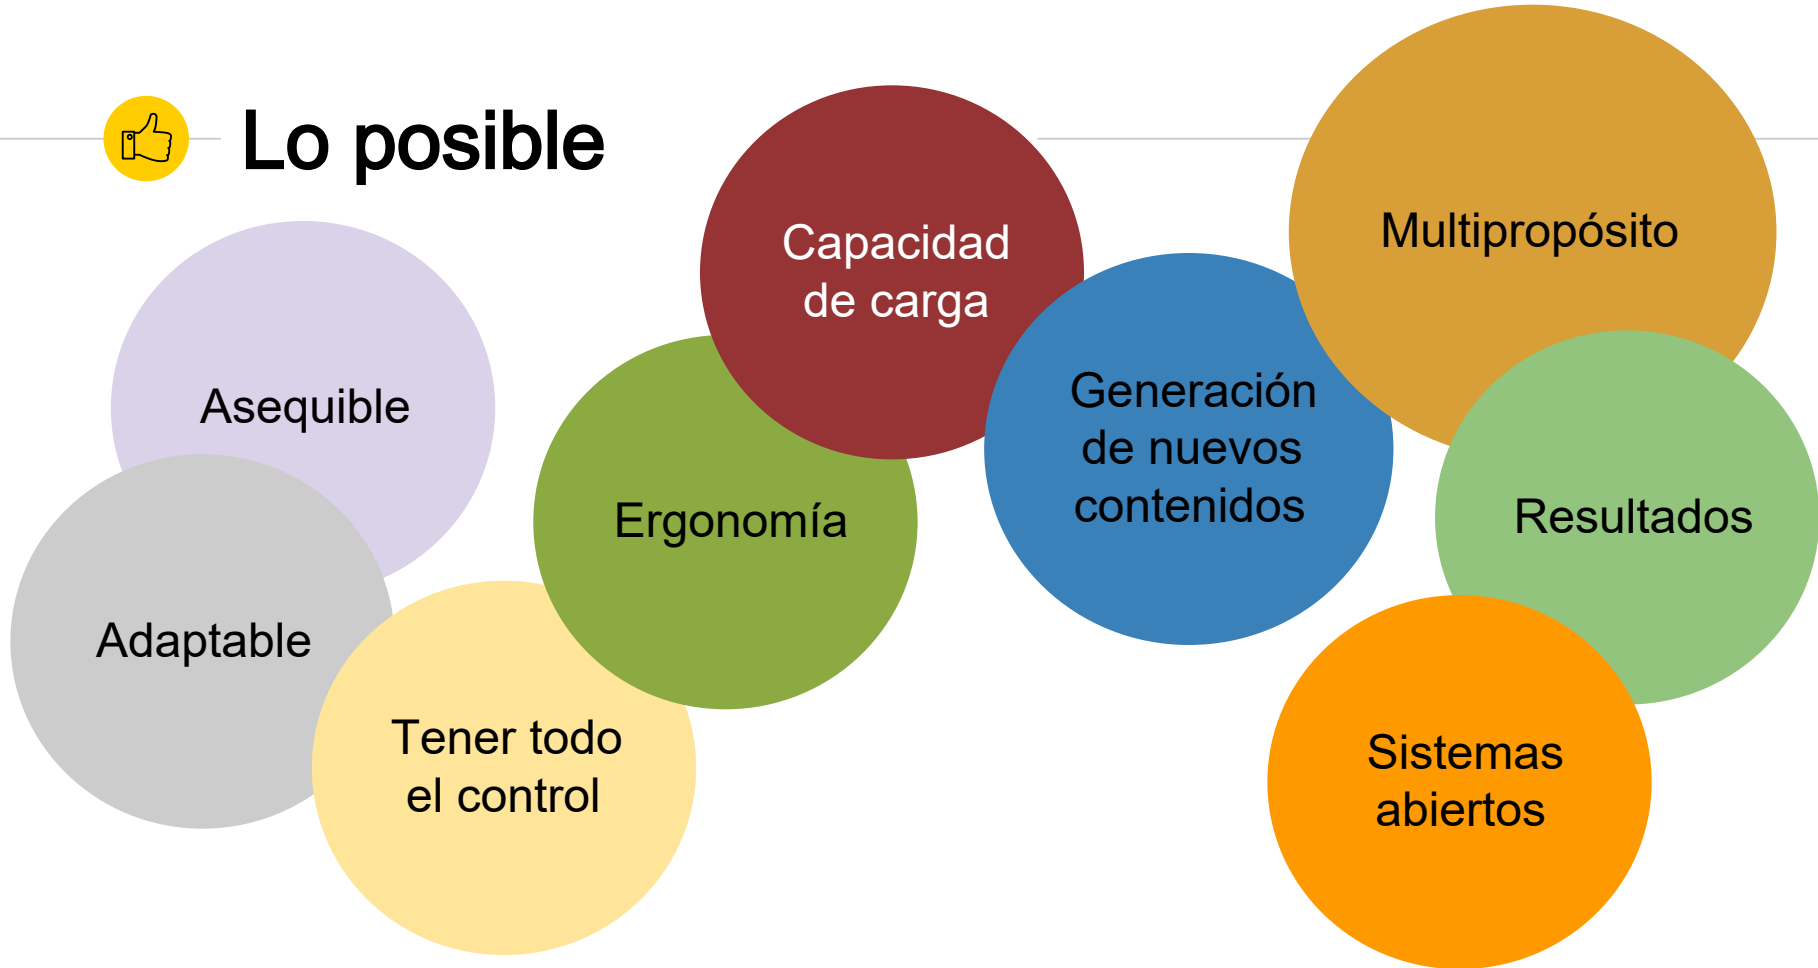 Lo posible
Asequible
Adaptable
Tener todo
el control
Ergonomía
Capacidad
de carga
Generación
de nuevos
contenidos
Multipropósito
Resultados
Sistemas
abiertos